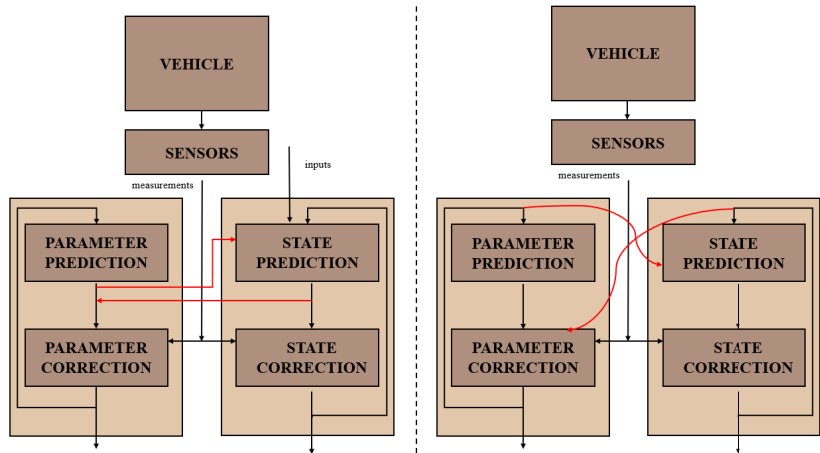 VEHICLE
SENSORS
inputs
measurements
PARAMETER
PREDICTION
STATE
PREDICTION
PARAMETER
CORRECTION
STATE
CORRECTION
VEHICLE
SENSORS
measurements
PARAMETER
PREDICTION
STATE
PREDICTION
PARAMETER
CORRECTION
STATE
CORRECTION